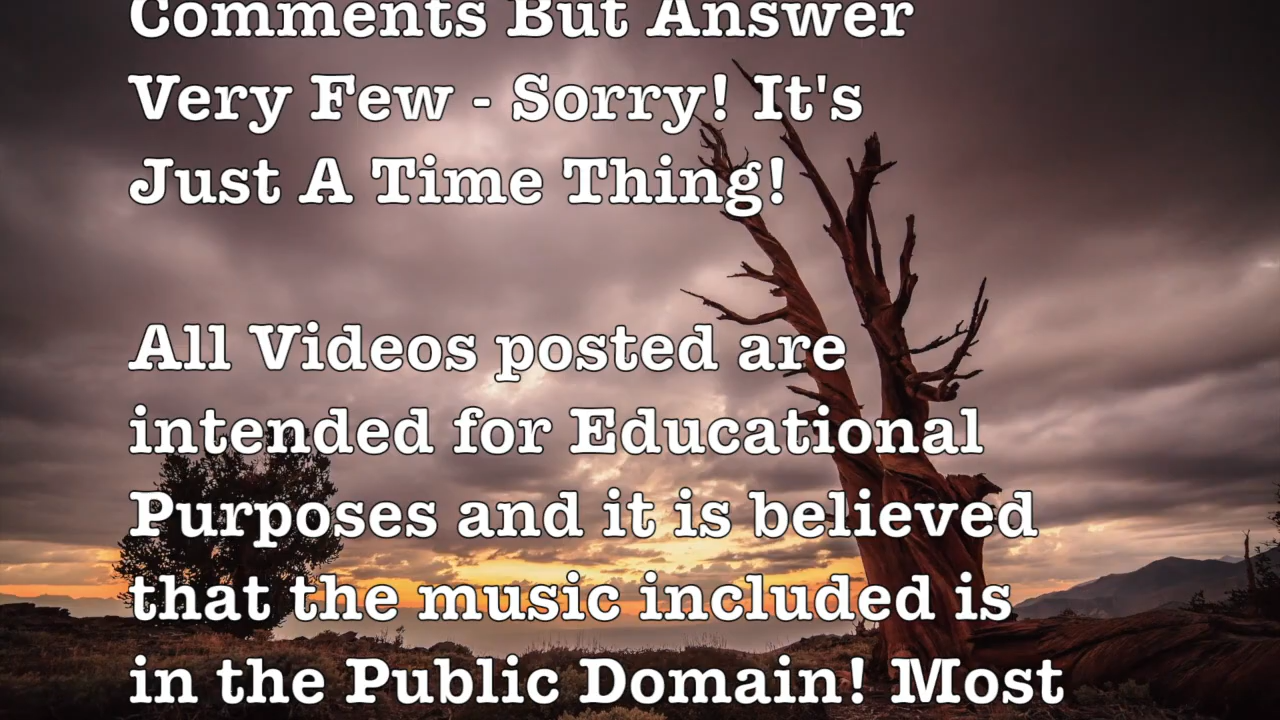 Comments But Answer
Very Few - Sorry! It's
Just A Time Thing!
All Videos posted are
intended for Educational
Purposes and it is believed
that the music included is
in the Public Domain! Most